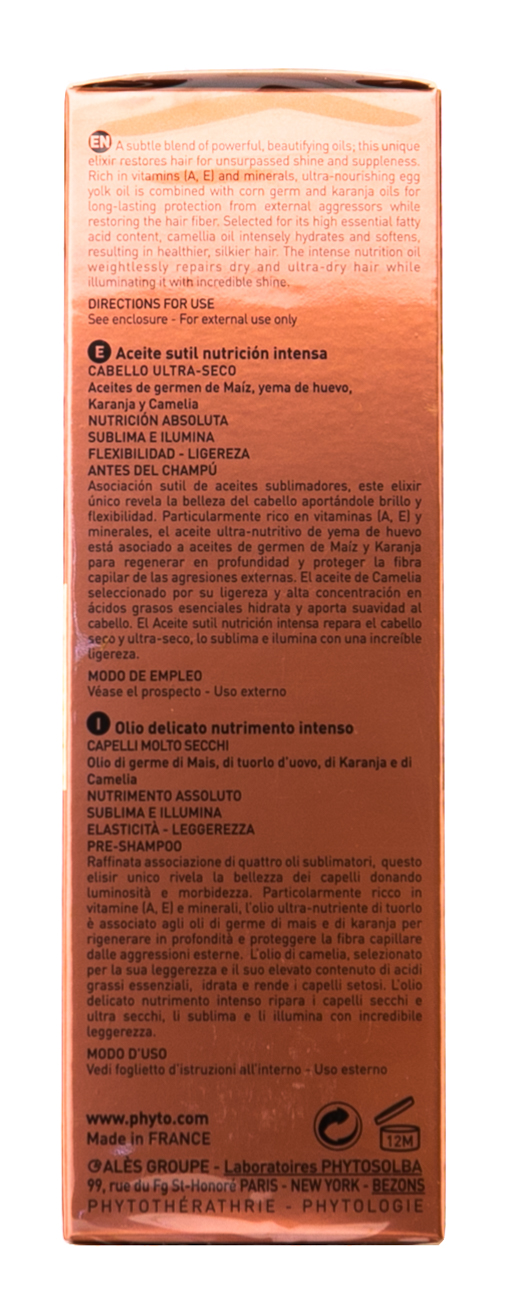 EN A subtle blend of powerful, beautifying oils; this unique
elixir restores hair for unsurpassed shine and suppleness.
Rich in vitamins (A, E) and minerals, ultra-nourishing egg
yolk oil is combined with corn germ and karanja oils for
long-lasting protection from external aggressors while
restoring the hair fiber. Selected for its high essential fatty
acid content, camellia oil intensely hydrates and softens,
resulting in healthier, silkier hair. The intense nutrition oil
weightlessly repairs dry and ultra-dry hair while
illuminating it with incredible shine.
DIRECTIONS FOR USE
See enclosure - For external use only
E Aceite sutil nutrición intensa
CABELLO ULTRA-SECO
Aceites de germen de Maíz, yema de huevo,
Karanja y Camelia
NUTRICIÓN ABSOLUTA
SUBLIMA E ILUMINA
FLEXIBILIDAD - LIGEREZA
ANTES DEL CHAMPÚ
Asociación sutil de aceites sublimadores, este elixir
único revela la belleza del cabello aportándole brillo y
flexibilidad. Particularmente rico en vitaminas (A, E) y
minerales, el aceite ultra-nutritivo de yema de huevo
está asociado a aceites de germen de Maíz y Karanja
para regenerar en profundidad y proteger la fibra
capilar de las agresiones externas. El aceite de Camelia
seleccionado por su ligereza y alta concentración en
ácidos grasos esenciales hidrata y aporta suavidad al
cabello. El Aceite sutil nutrición intensa repara el cabello
seco y ultra-seco, lo sublima e ilumina con una increíble
ligereza.
MODO DE EMPLEO
Véase el prospecto - Uso externo
I Olio delicato nutrimento intenso
CAPELLI MOLTO SECCHI
Olio di germe di Mais, di tuorlo d'uovo, di Karanja e di
Camelia
NUTRIMENTO ASSOLUTO
SUBLIMA E ILLUMINA
ELASTICITÀ - LEGGEREZZA
PRE-SHAMPOO
Raffinata associazione di quattro oli sublimatori, questo
elisir unico rivela la bellezza dei capelli donando
luminosità e morbidezza. Particolarmente ricco in
vitamine (A, E) e minerali, l'olio ultra-nutriente di tuorlo
è associato agli oli di germe di mais e di karanja per
rigenerare in profondità e proteggere la fibra capillare
dalle aggressioni esterne. L'olio di camelia, selezionato
per la sua leggerezza e il suo elevato contenuto di acidi
grassi essenziali, idrata e rende i capelli setosi. L'olio
delicato nutrimento intenso ripara i capelli secchi e
ultra secchi, li sublima e li illumina con incredibile
leggerezza.
MODO D'USO
Vedi foglietto d'istruzioni all'interno - Uso esterno
www.phyto.com
Made in FRANCE
12M
ALÈS GROUPE - Laboratoires PHYTOSOLBA
99, rue du Fg St-Honoré PARIS - NEW YORK - BEZONS
PHYTOTHÉRATHRIE - PHYTOLOGIE